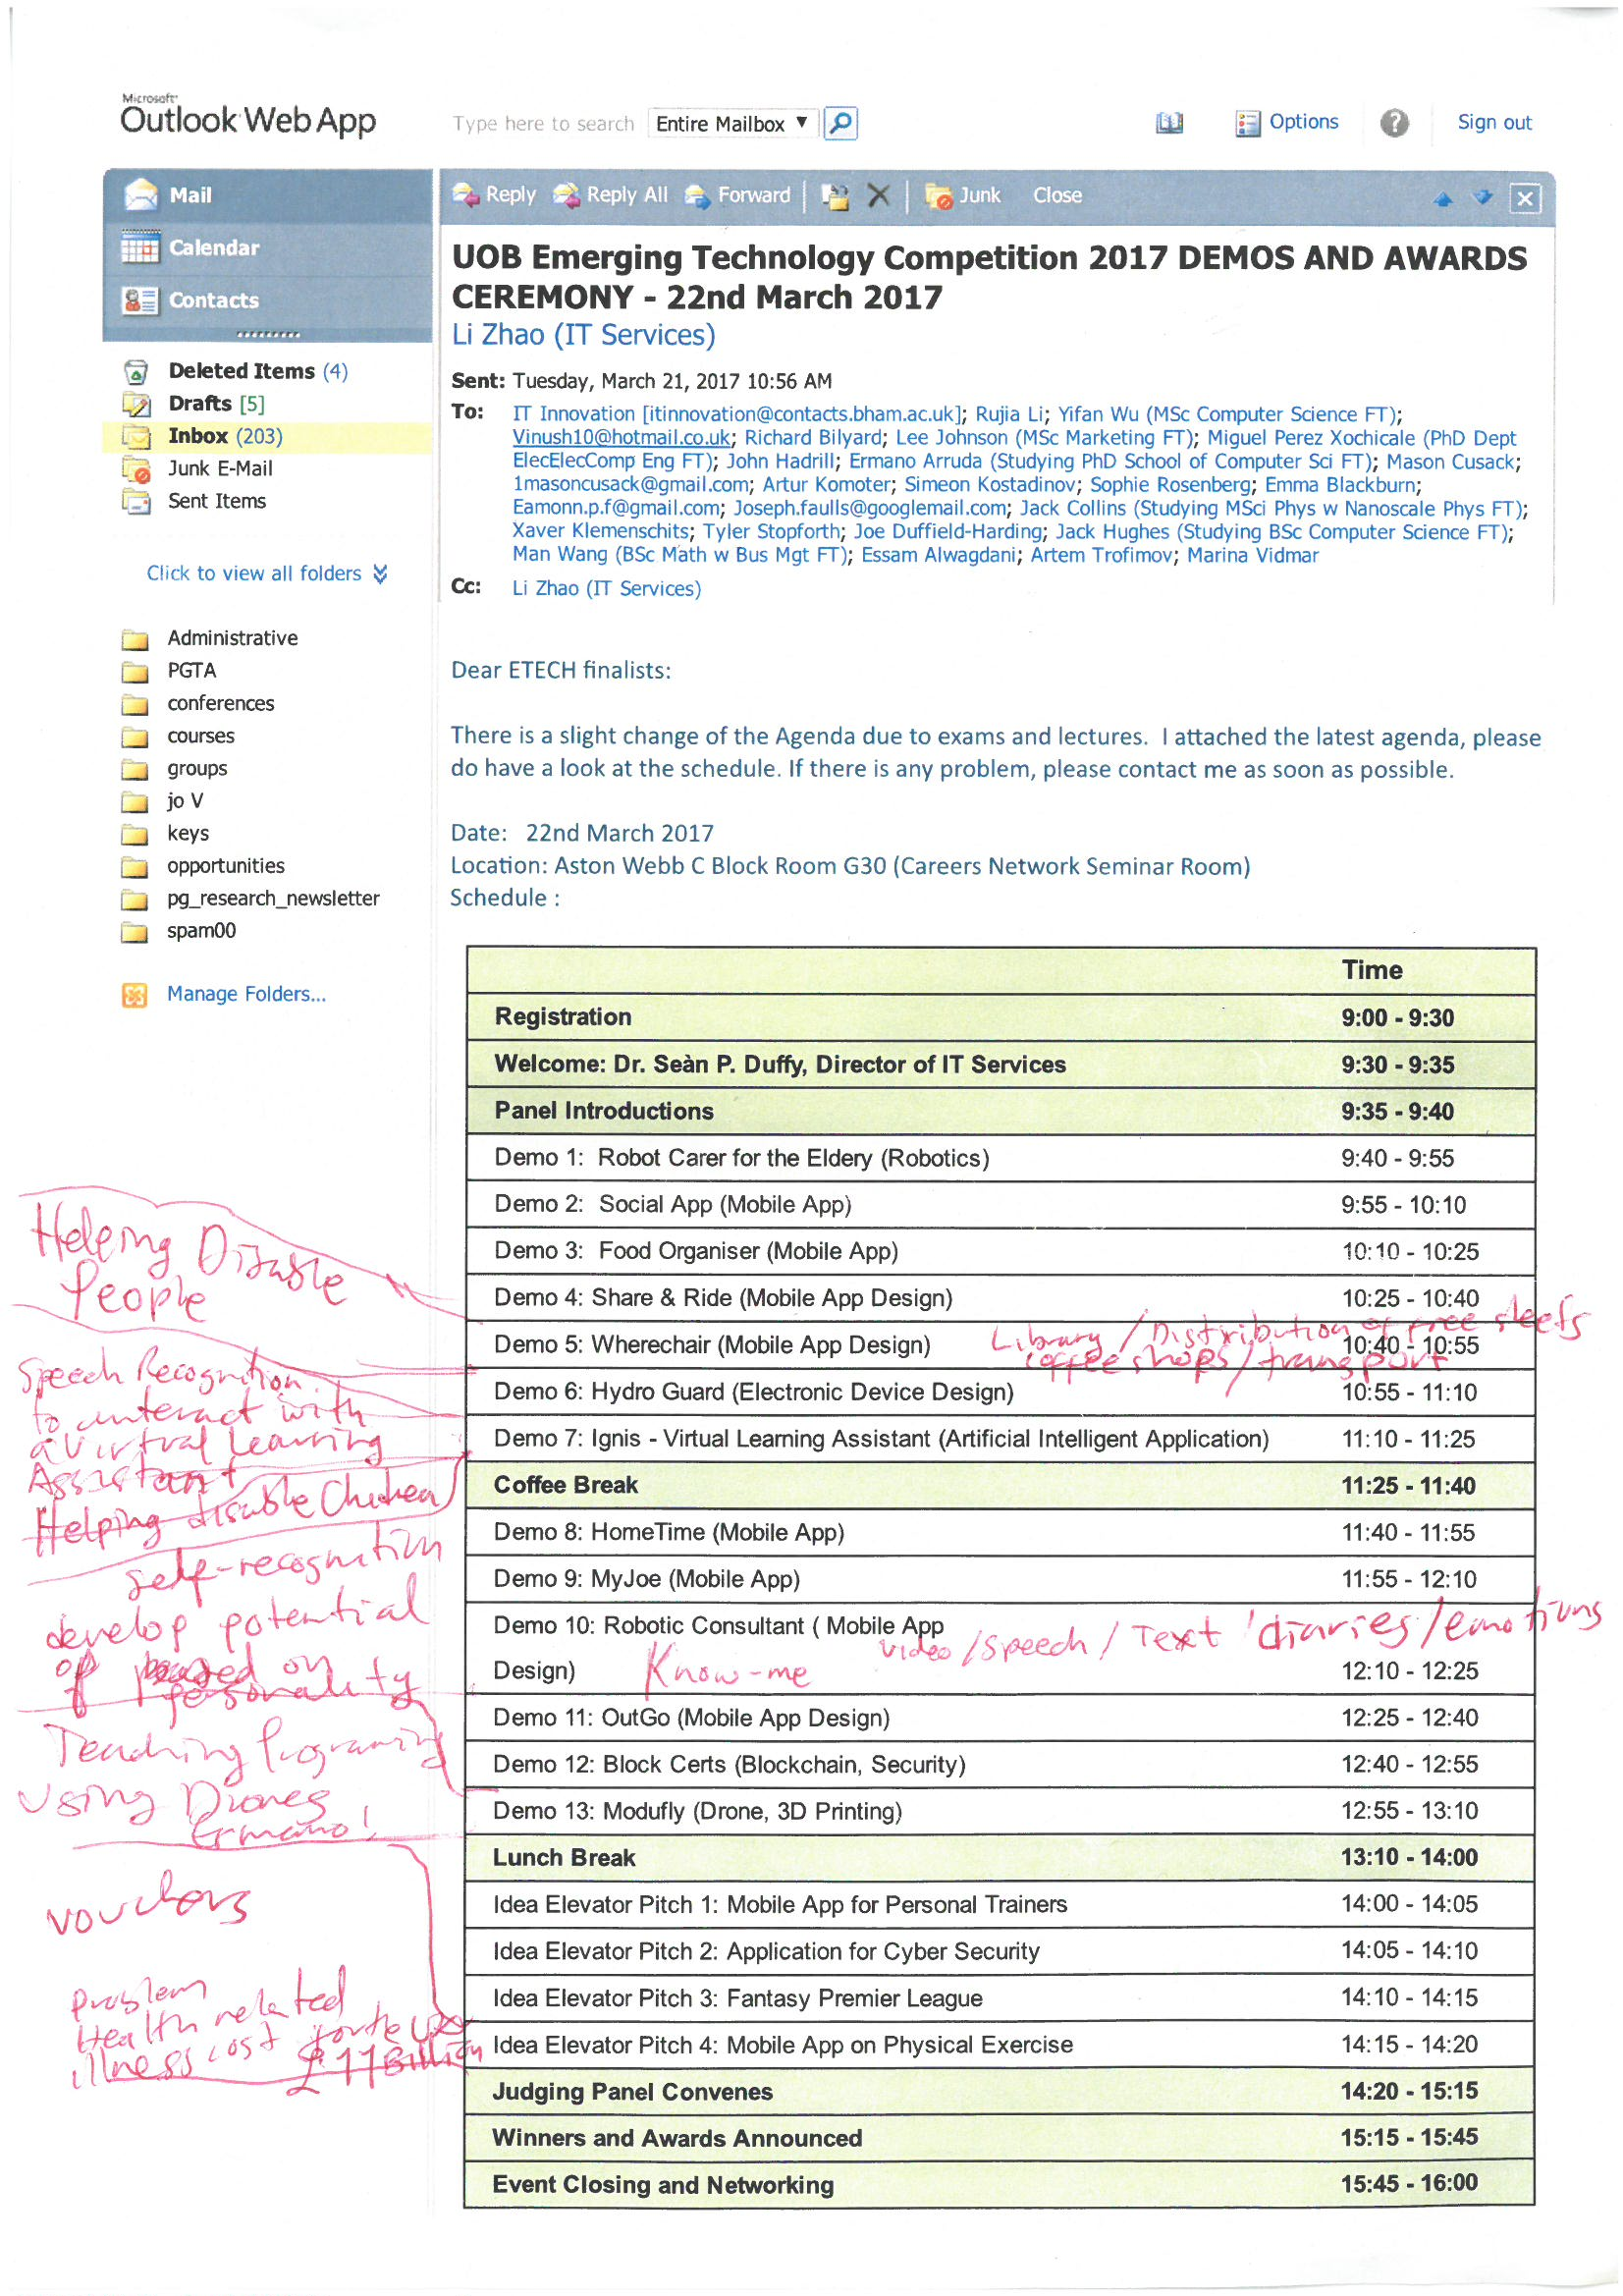 Microsoft
Outlook Web App
Type here to search Entire Mailbox
Options
Sign out
Mail
Calendar
Contacts
Deleted Items (4)
Drafts [5]
Inbox (203)
Junk E-Mail
Sent Items
Click to view all folders
Administrative
PGTA
conferences
courses
groups
jo V
keys
opportunities
pg_research_newsletter
spam00
Manage Folders...
Reply Reply All Forward Junk Close
UOB Emerging Technology Competition 2017 DEMOS AND AWARDS
CEREMONY - 22nd March 2017
Li Zhao (IT Services)
Sent: Tuesday, March 21, 2017 10:56 AM
To: IT Innovation [itinnovation@contacts.bham.ac.uk]; Rujia Li; Yifan Wu (MSc Computer Science FT);
Vinush10@hotmail.co.uk; Richard Bilyard; Lee Johnson (MSc Marketing FT); Miguel Perez Xochicale (PhD Dept
ElecElecComp Eng FT); John Hadrill; Ermano Arruda (Studying PhD School of Computer Sci FT); Mason Cusack;
1masoncusack@gmail.com; Artur Komoter; Simeon Kostadinov; Sophie Rosenberg; Emma Blackburn;
Eamonn.p.f@gmail.com; Joseph.faulls@googlemail.com; Jack Collins (Studying MSci Phys w Nanoscale Phys FT);
Xaver Klemenschits; Tyler Stopforth; Joe Duffield-Harding; Jack Hughes (Studying BSc Computer Science FT);
Man Wang (BSc Math w Bus Mgt FT); Essam Alwagdani; Artem Trofimov; Marina Vidmar
Cc: Li Zhao (IT Services)
Dear ETECH finalists:
There is a slight change of the Agenda due to exams and lectures. I attached the latest agenda, please
do have a look at the schedule. If there is any problem, please contact me as soon as possible.
Date: 22nd March 2017
Location: Aston Webb C Block Room G30 (Careers Network Seminar Room)
Schedule :
Time
Registration 9:00 - 9:30
Welcome: Dr. Seàn P. Duffy, Director of IT Services 9:30 - 9:35
Panel Introductions 9:35 - 9:40
Demo 1: Robot Carer for the Eldery (Robotics) 9:40 - 9:55
Demo 2: Social App (Mobile App) 9:55 - 10:10
Demo 3: Food Organiser (Mobile App) 10:10 - 10:25
Demo 4: Share & Ride (Mobile App Design) 10:25 - 10:40
Demo 5: Wherechair (Mobile App Design) 10:40 - 10:55
Library / Distribution of free
coffee shops / transport
Demo 6: Hydro Guard (Electronic Device Design) 10:55 - 11:10
Demo 7: Ignis - Virtual Learning Assistant (Artificial Intelligent Application) 11:10 - 11:25
Coffee Break 11:25 - 11:40
Demo 8: HomeTime (Mobile App) 11:40 - 11:55
Demo 9: MyJoe (Mobile App) 11:55 - 12:10
Demo 10: Robotic Consultant ( Mobile App
Design) 12:10 - 12:25
video / speech / Text / diaries / emotions
Know-me
Demo 11: OutGo (Mobile App Design) 12:25 - 12:40
Demo 12: Block Certs (Blockchain, Security) 12:40 - 12:55
Demo 13: Modufly (Drone, 3D Printing) 12:55 - 13:10
Lunch Break 13:10 - 14:00
Idea Elevator Pitch 1: Mobile App for Personal Trainers 14:00 - 14:05
Idea Elevator Pitch 2: Application for Cyber Security 14:05 - 14:10
Idea Elevator Pitch 3: Fantasy Premier League 14:10 - 14:15
Idea Elevator Pitch 4: Mobile App on Physical Exercise 14:15 - 14:20
Judging Panel Convenes 14:20 - 15:15
Winners and Awards Announced 15:15 - 15:45
Event Closing and Networking 15:45 - 16:00
Helping Disable
People
Speech Recognition
to interact with
a virtual Learning
Assistant
Helping disable Children
self-recognition
develop potential
of based on
personality
Teaching Programing
Using Drones
Ermano!
vouchers
problem
Health related
illness cost for the UK
£ 11 Billion